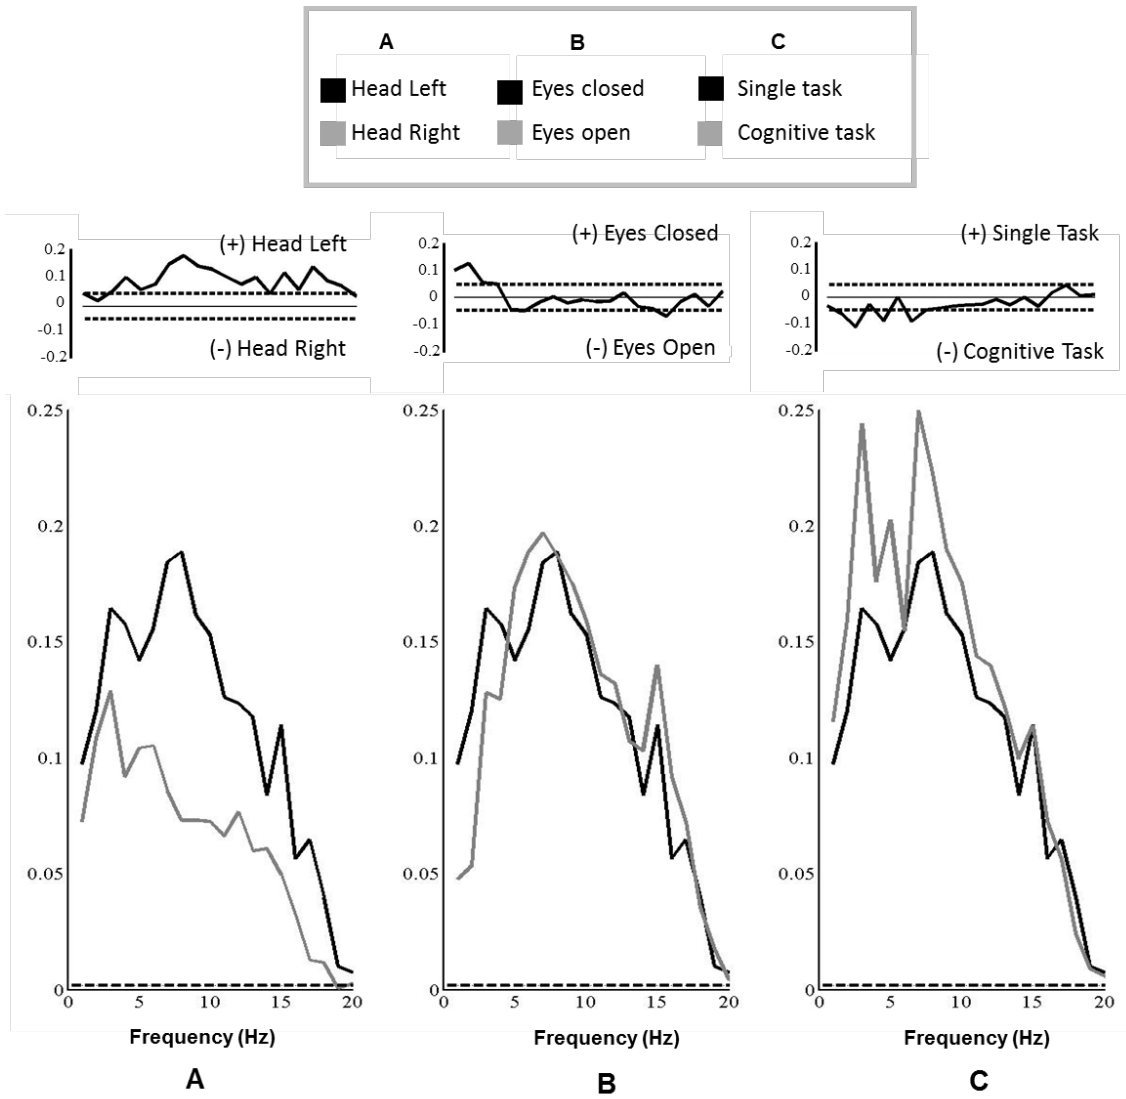 A B C
Head Left Eyes closed Single task
Head Right Eyes open Cognitive task
(+) Head Left
0.2
0.1
0
-0.1
-0.2
(-) Head Right
(+) Eyes Closed
0.2
0.1
0
-0.1
-0.2
(-) Eyes Open
(+) Single Task
0.2
0.1
0
-0.1
-0.2
(-) Cognitive Task
0.25
0.2
0.15
0.1
0.05
0
0 5 10 15 20
Frequency (Hz)
A
0.25
0.2
0.15
0.1
0.05
0
0 5 10 15 20
Frequency (Hz)
B
0.25
0.2
0.15
0.1
0.05
0
0 5 10 15 20
Frequency (Hz)
C